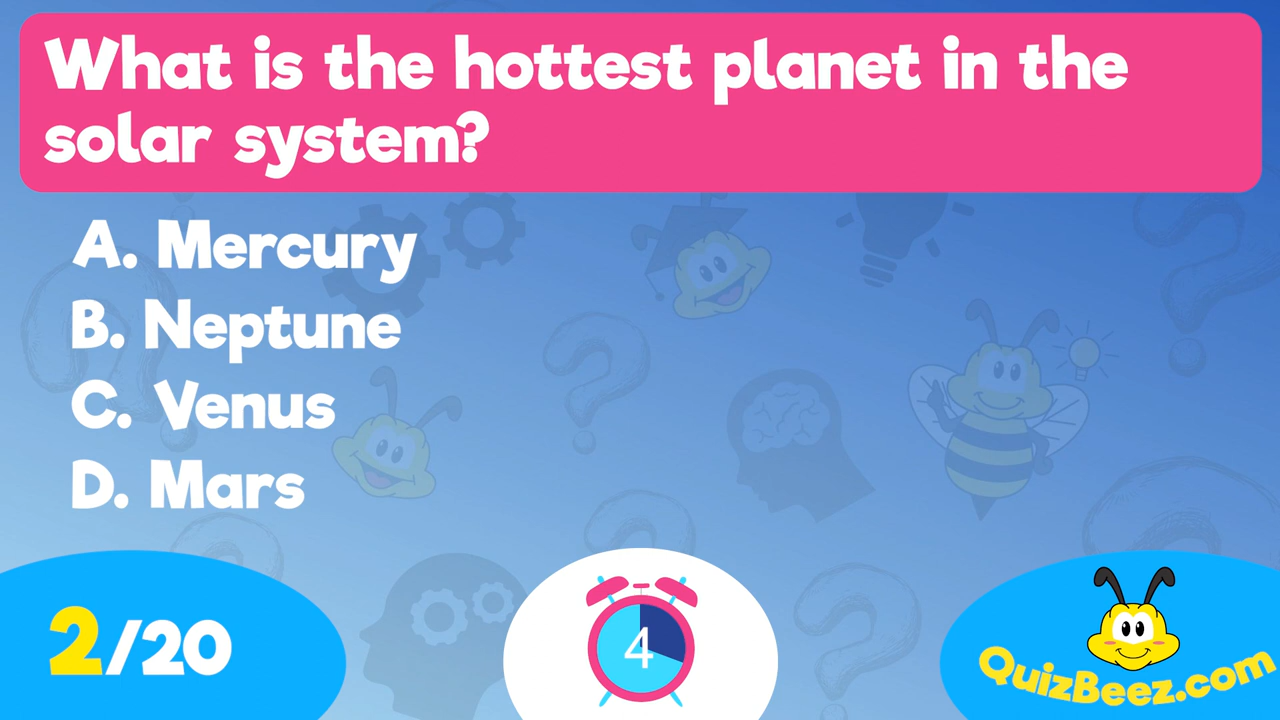 What is the hottest planet in the
solar system?
A. Mercury
B. Neptune
C. Venus
D. Mars
2/20
4
QuizBeez.com